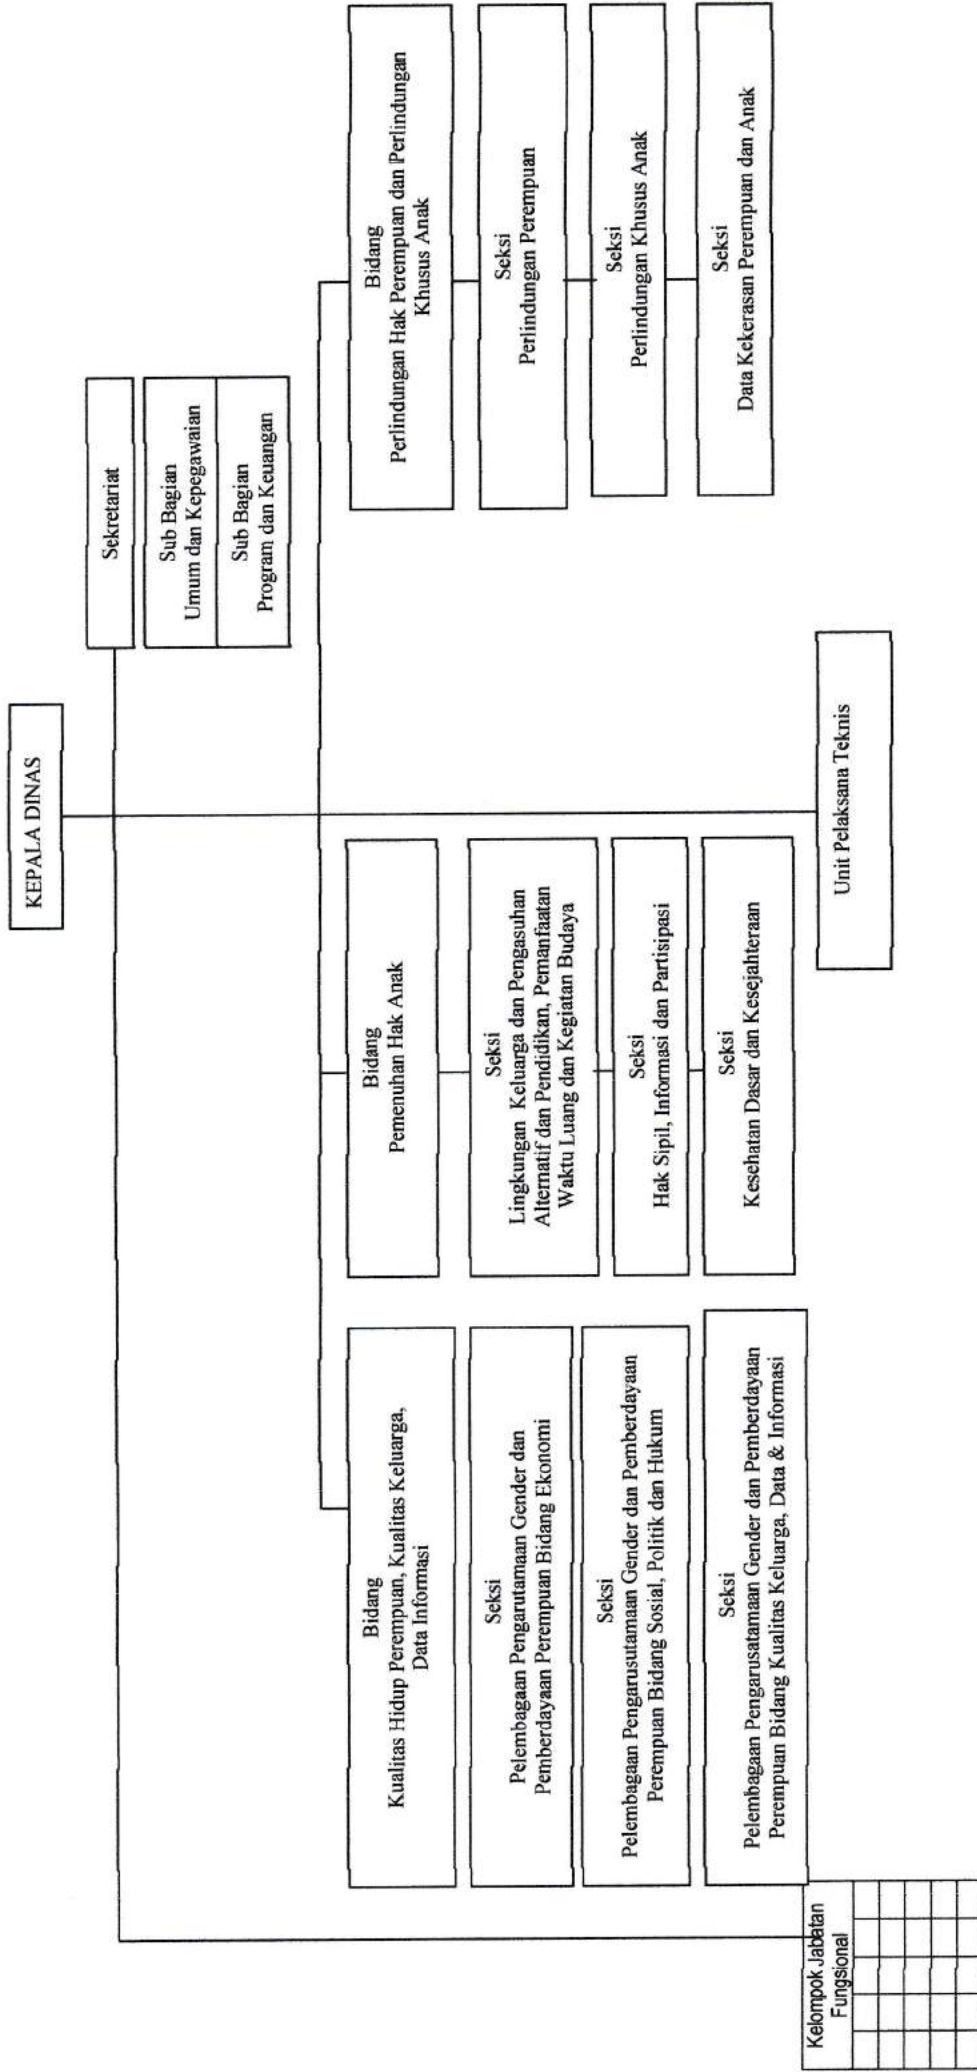 KEPALA DINAS
Sekretariat
Sub Bagian
Umum dan Kepegawaian
Sub Bagian
Program dan Keuangan
Bidang
Kualitas Hidup Perempuan, Kualitas Keluarga,
Data Informasi
Seksi
Pelembagaan Pengarutamaan Gender dan
Pemberdayaan Perempuan Bidang Ekonomi
Seksi
Pelembagaan Pengarusutamaan Gender dan Pemberdayaan
Perempuan Bidang Sosial, Politik dan Hukum
Seksi
Pelembagaan Pengarusatamaan Gender dan Pemberdayaan
Perempuan Bidang Kualitas Keluarga, Data & Informasi
Bidang
Pemenuhan Hak Anak
Seksi
Lingkungan Keluarga dan Pengasuhan
Alternatif dan Pendidikan, Pemanfaatan
Waktu Luang dan Kegiatan Budaya
Seksi
Hak Sipil, Informasi dan Partisipasi
Seksi
Kesehatan Dasar dan Kesejahteraan
Bidang
Perlindungan Hak Perempuan dan Perlindungan
Khusus Anak
Seksi
Perlindungan Perempuan
Seksi
Perlindungan Khusus Anak
Seksi
Data Kekerasan Perempuan dan Anak
Kelompok Jabatan
Fungsional
Unit Pelaksana Teknis